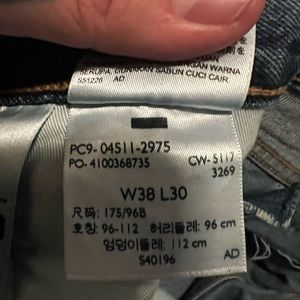 SERUPA, GUNAKAN SABUN CUCI CAIR
S51226 AD
PC9- 04511-2975
PO- 4100368735
CW- 5117
3269
W38 L30
尺码: 175/96B
호칭: 96-112 허리둘레: 96 cm
엉덩이둘레: 112 cm
S40196
AD